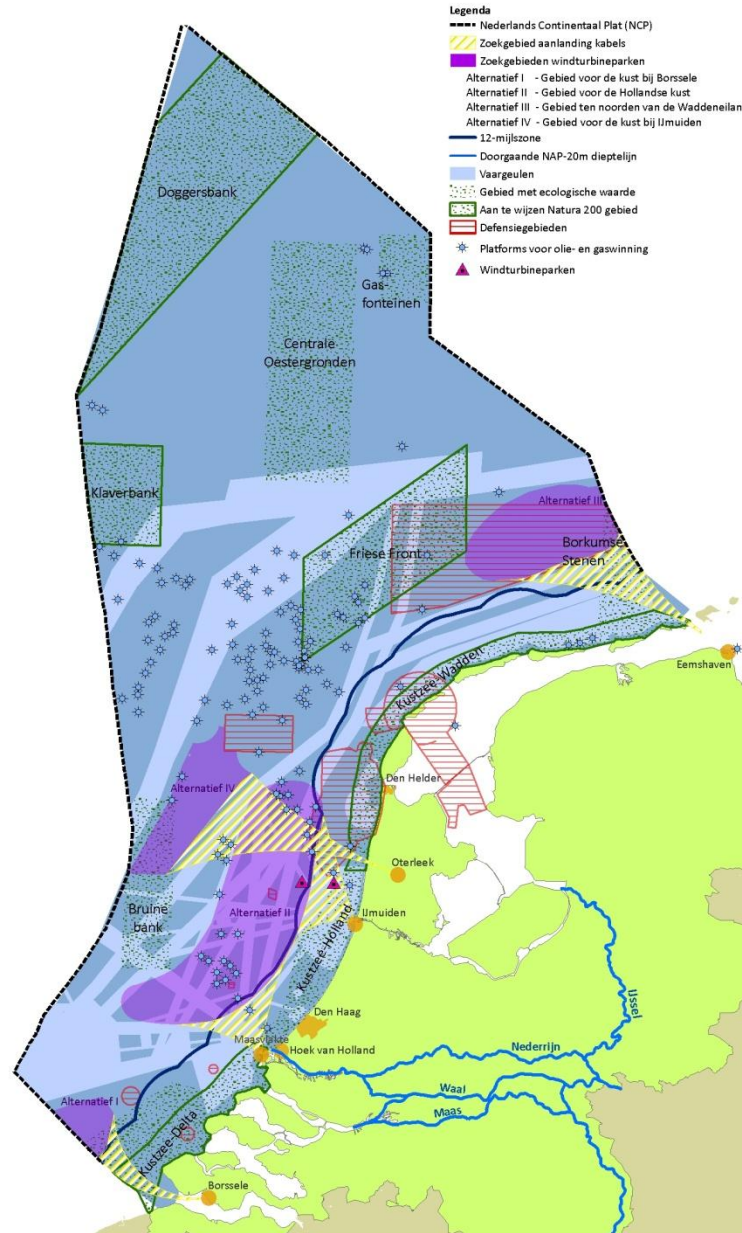 Legenda
Nederlands Continentaal Plat (NCP)
Zoekgebied aanlanding kabels
Zoekgebieden windturbineparken
Alternatief I - Gebied voor de kust bij Borssele
Alternatief II - Gebied voor de Hollandse kust
Alternatief III - Gebied ten noorden van de Waddeneilan
Alternatief IV - Gebied voor de kust bij IJmuiden
12-mijlszone
Doorgaande NAP-20m dieptelijn
Vaargeulen
Gebied met ecologische waarde
Aan te wijzen Natura 200 gebied
Defensiegebieden
Platforms voor olie- en gaswinning
Windturbineparken
Doggersbank
Gas-
fonteinen
Centrale
Oestergronden
Klaverbank
Alternatief III
Borkumse
Stenen
Friese Front
Eemshaven
Kustzee-Wadden
Alternatief IV
Den Helder
Oterleek
Bruine
bank
Alternatief II
IJmuiden
Kustzee-Holland
IJssel
Den Haag
Maasvlakte
Hoek van Holland
Nederrijn
Waal
Maas
Alternatief I
Kustzee-Delta
Borssele